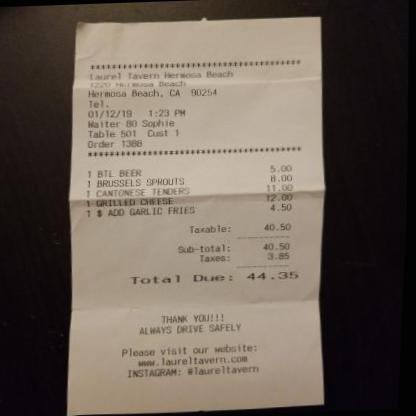 ****************************************
Laurel Tavern Hermosa Beach
1220 Hermosa Beach
Hermosa Beach, CA 90254
Tel.
01/12/19 1:23 PM
Waiter 80 Sophie
Table 501 Cust 1
Order 1388
****************************************
1 BTL BEER 5.00
1 BRUSSELS SPROUTS 8.00
1 CANTONESE TENDERS 11.00
1 GRILLED CHEESE 12.00
1 $ ADD GARLIC FRIES 4.50
Taxable: 40.50
Sub-total: 40.50
Taxes: 3.85
Total Due: 44.35
THANK YOU!!!
ALWAYS DRIVE SAFELY
Please visit our website:
www.laureltavern.com
INSTAGRAM: #laureltavern